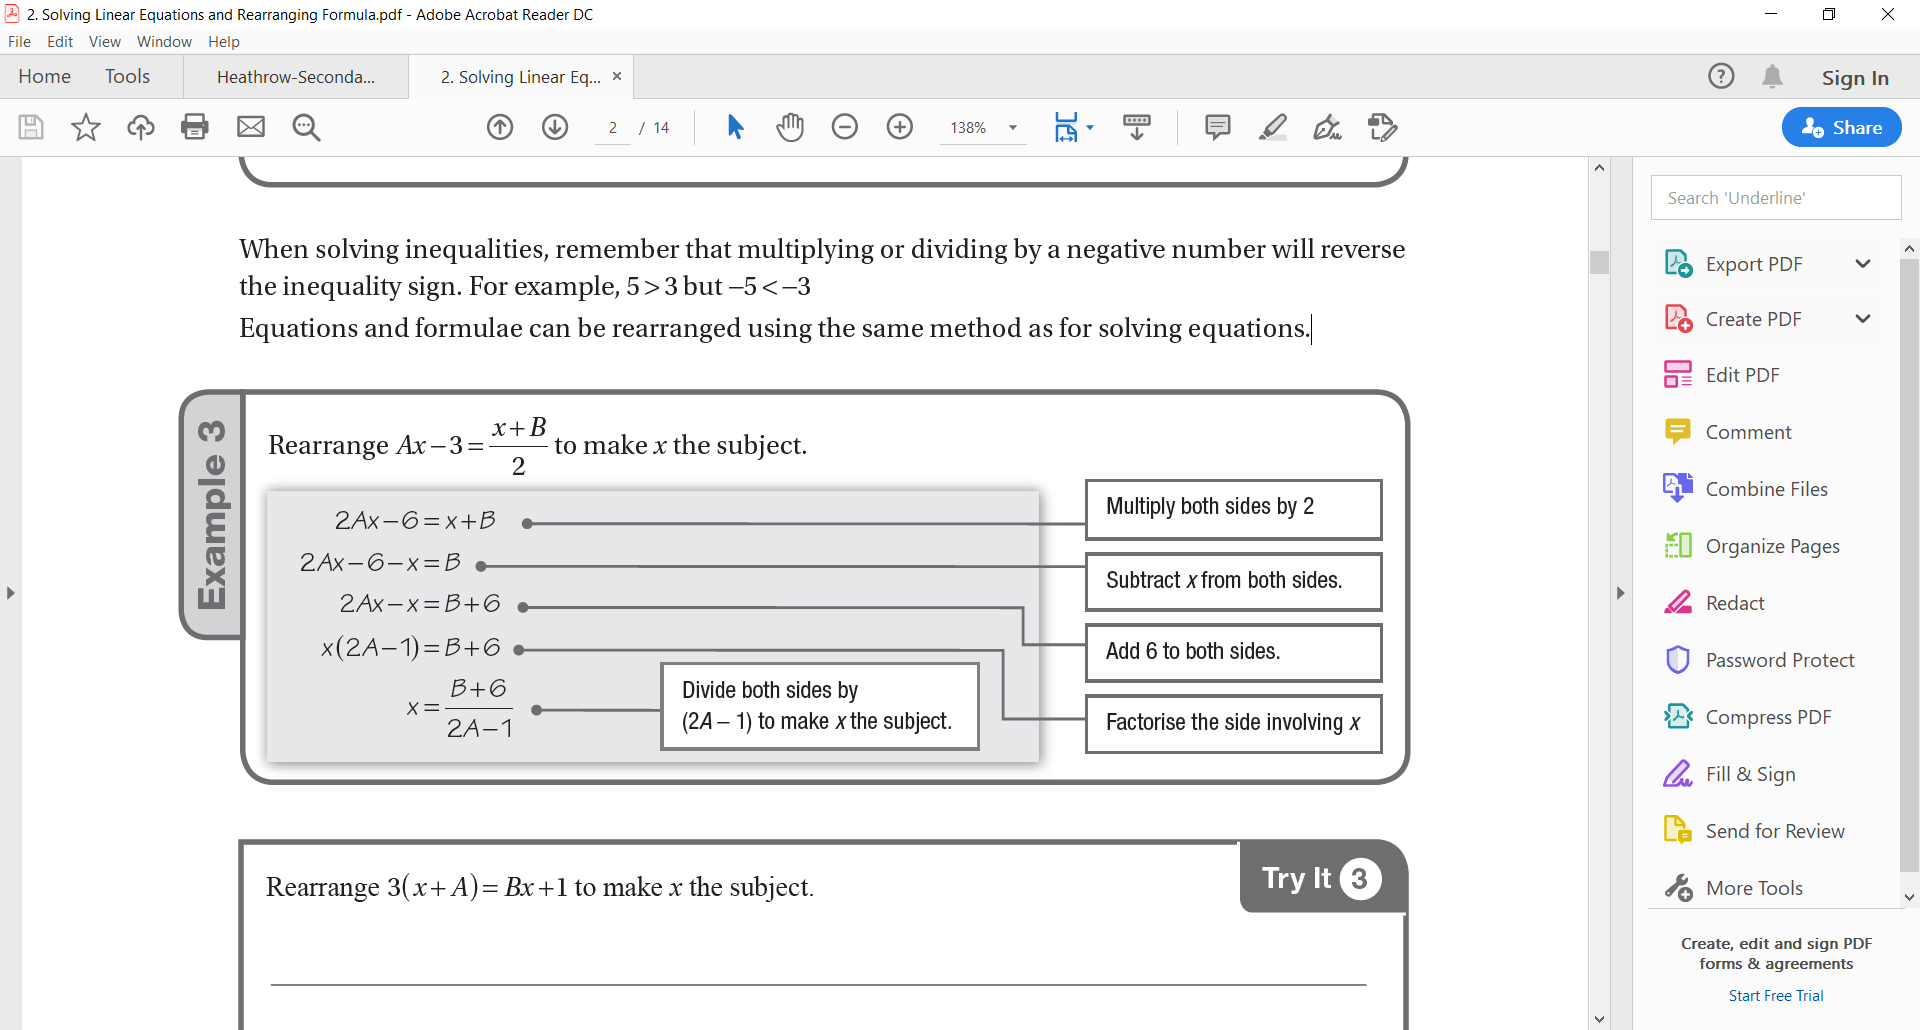 2. Solving Linear Equations and Rearranging Formula.pdf - Adobe Acrobat Reader DC
File Edit View Window Help
Home Tools Heathrow-Seconda... 2. Solving Linear Eq... × ? Sign In
2 / 14 138% Share
When solving inequalities, remember that multiplying or dividing by a negative number will reverse
the inequality sign. For example, 5 > 3 but −5 < −3
Equations and formulae can be rearranged using the same method as for solving equations.
Example 3
Rearrange Ax − 3 = (x + B)/2 to make x the subject.
2Ax − 6 = x + B
Multiply both sides by 2
2Ax − 6 − x = B
Subtract x from both sides.
2Ax − x = B + 6
Add 6 to both sides.
x(2A − 1) = B + 6
Factorise the side involving x
x = (B + 6)/(2A − 1)
Divide both sides by
(2A − 1) to make x the subject.
Try It 3
Rearrange 3(x + A) = Bx + 1 to make x the subject.
Search 'Underline'
Export PDF
Create PDF
Edit PDF
Comment
Combine Files
Organize Pages
Redact
Password Protect
Compress PDF
Fill & Sign
Send for Review
More Tools
Create, edit and sign PDF
forms & agreements
Start Free Trial